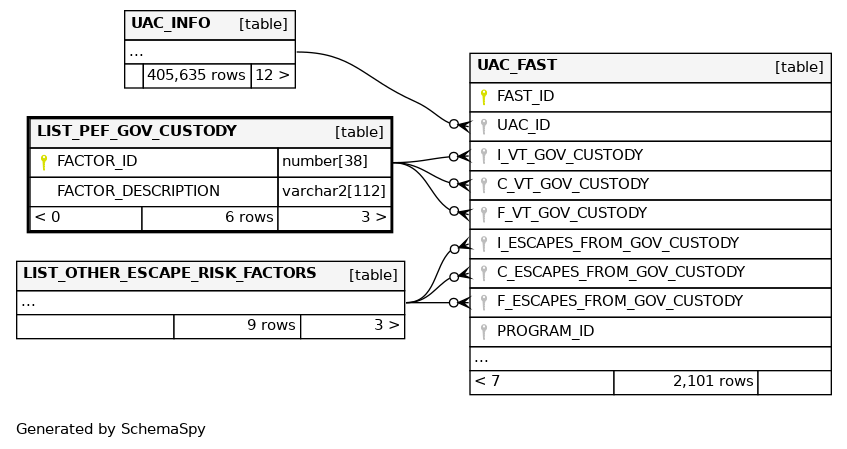 UAC_INFO [table]
...
405,635 rows 12 >
LIST_PEF_GOV_CUSTODY [table]
FACTOR_ID number[38]
FACTOR_DESCRIPTION varchar2[112]
< 0 6 rows 3 >
LIST_OTHER_ESCAPE_RISK_FACTORS [table]
...
9 rows 3 >
UAC_FAST [table]
FAST_ID
UAC_ID
I_VT_GOV_CUSTODY
C_VT_GOV_CUSTODY
F_VT_GOV_CUSTODY
I_ESCAPES_FROM_GOV_CUSTODY
C_ESCAPES_FROM_GOV_CUSTODY
F_ESCAPES_FROM_GOV_CUSTODY
PROGRAM_ID
...
< 7 2,101 rows
Generated by SchemaSpy